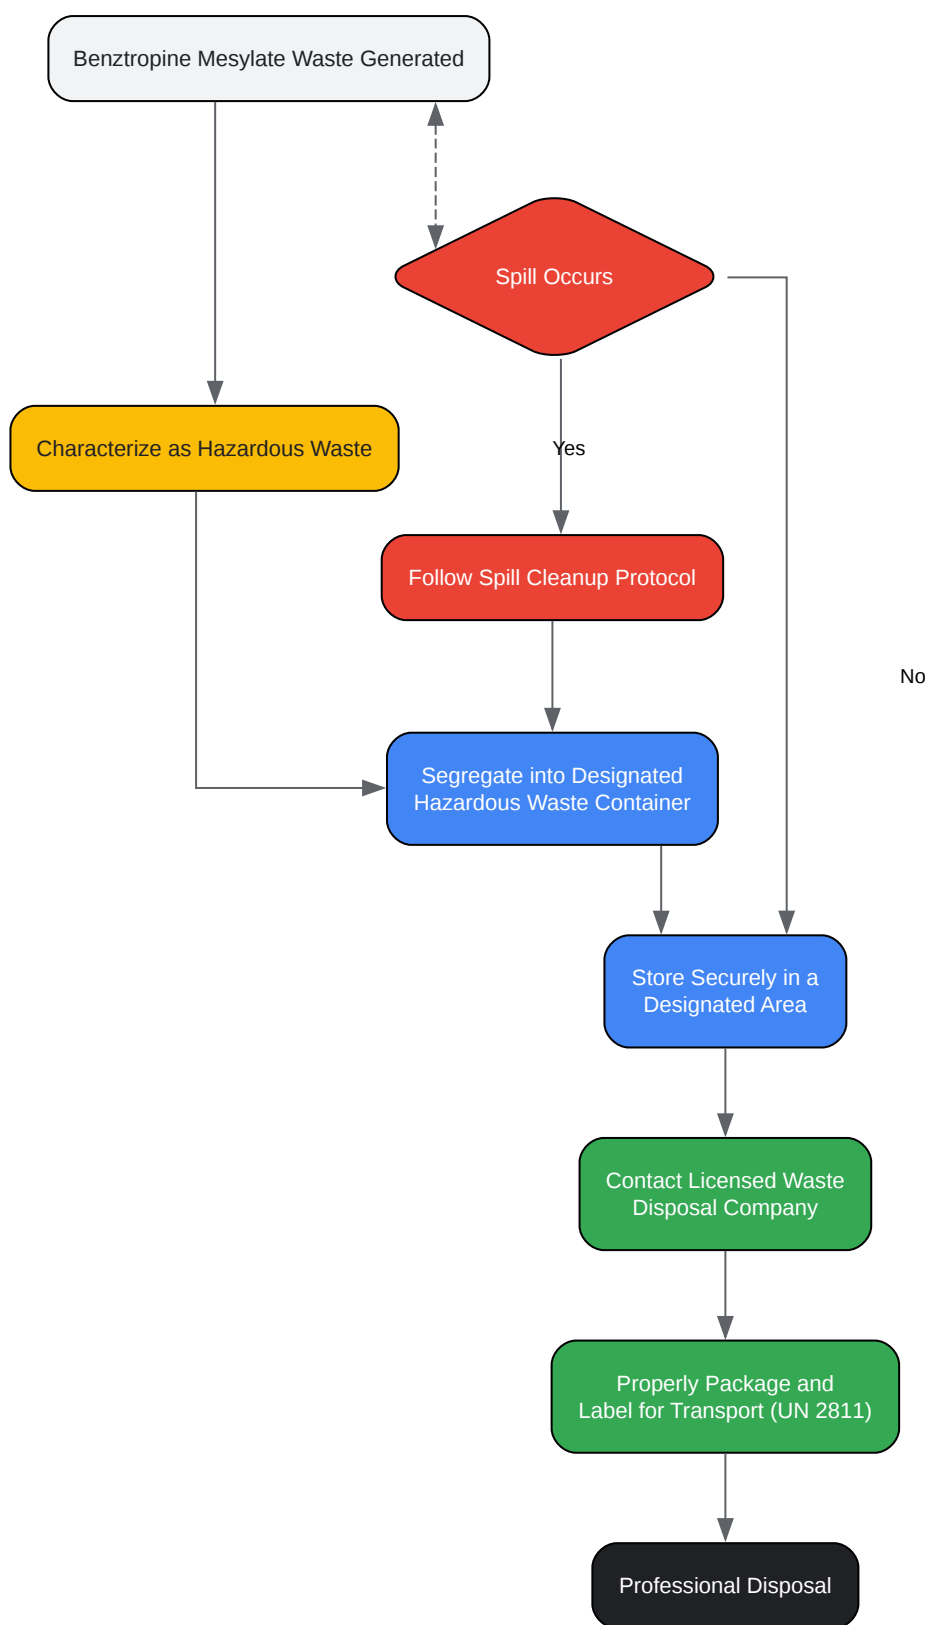 Benztropine Mesylate Waste Generated
Spill Occurs
Characterize as Hazardous Waste
Yes
Follow Spill Cleanup Protocol
No
Segregate into Designated
Hazardous Waste Container
Store Securely in a
Designated Area
Contact Licensed Waste
Disposal Company
Properly Package and
Label for Transport (UN 2811)
Professional Disposal